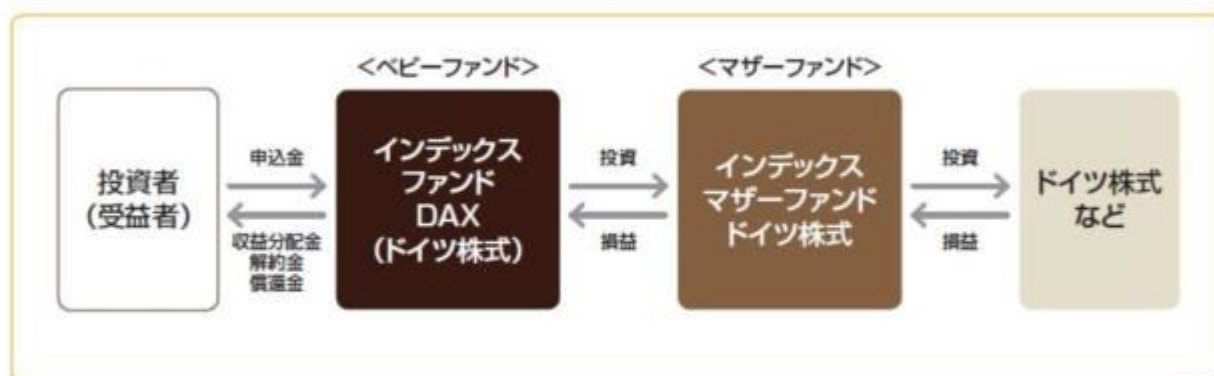 <ベビーファンド>
<マザーファンド>
投資者
(受益者)
申込金
収益分配金
解約金
償還金
インデックス
ファンド
DAX
(ドイツ株式)
投資
損益
インデックス
マザーファンド
ドイツ株式
投資
損益
ドイツ株式
など